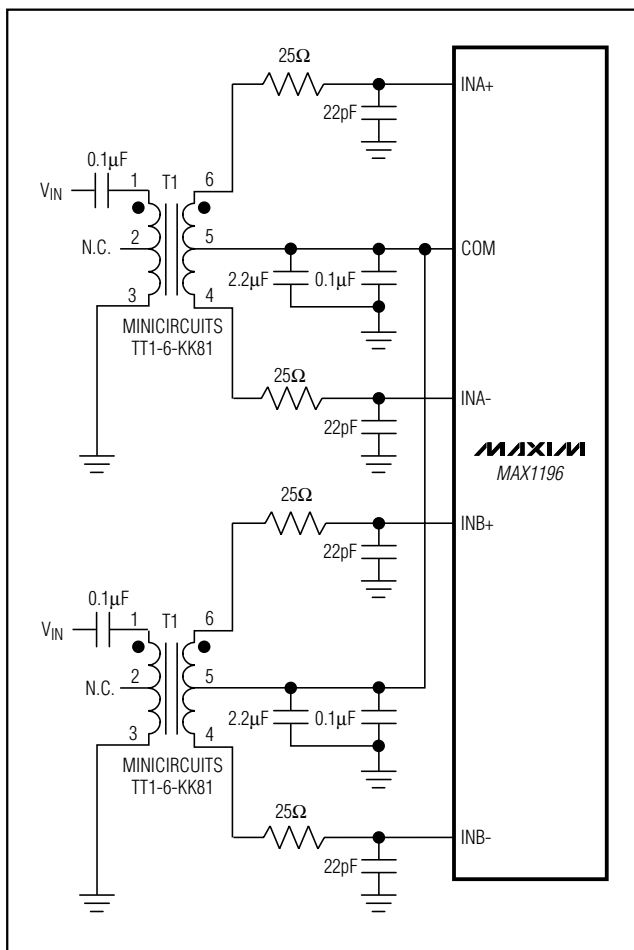 25Ω
INA+
22pF
0.1µF
VIN
1
T1
6
N.C.
2
5
COM
2.2µF
0.1µF
3
4
MINICIRCUITS
TT1-6-KK81
25Ω
INA-
22pF
MAXIM
MAX1196
25Ω
INB+
22pF
0.1µF
VIN
1
T1
6
N.C.
2
5
2.2µF
0.1µF
3
4
MINICIRCUITS
TT1-6-KK81
25Ω
INB-
22pF